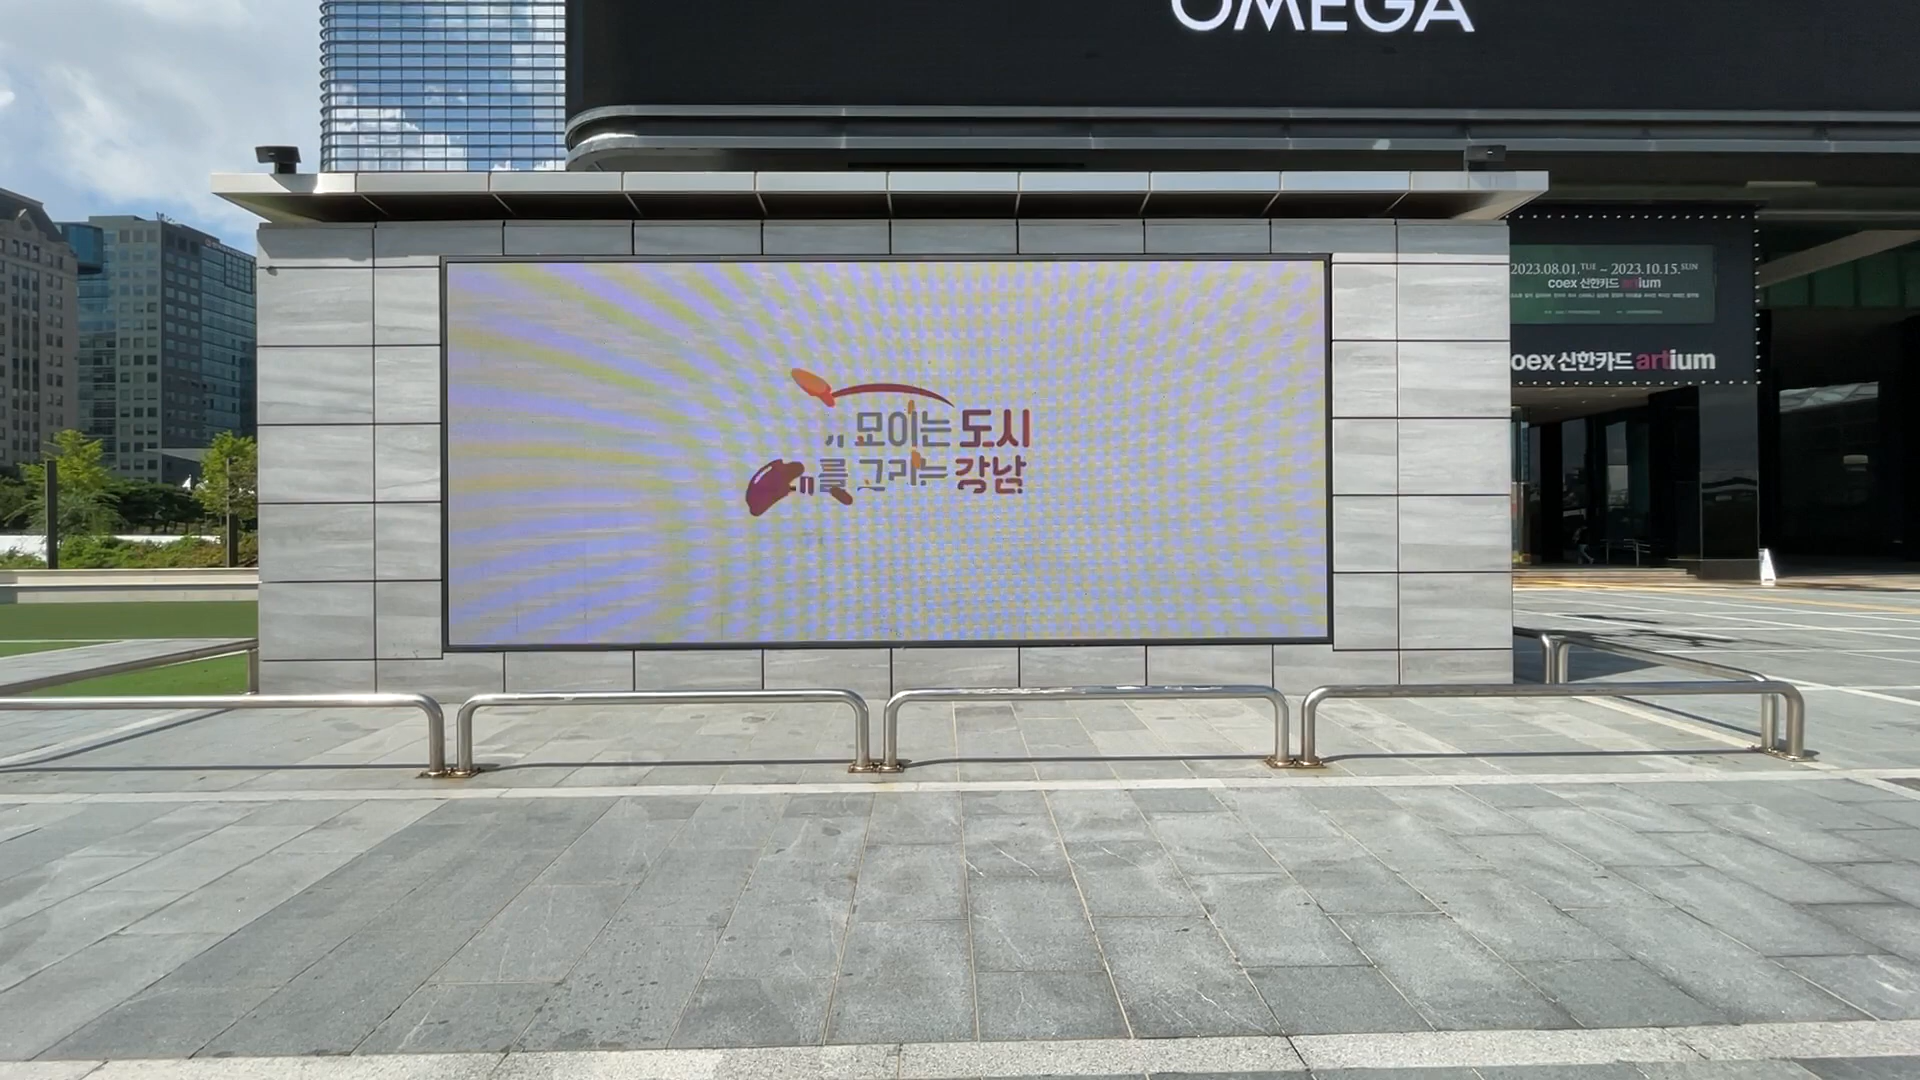 OMEGA
모이는 도시
를 그리는 강남
2023.08.01.TUE ~ 2023.10.15.SUN
coex 신한카드 artium
oex 신한카드 artium